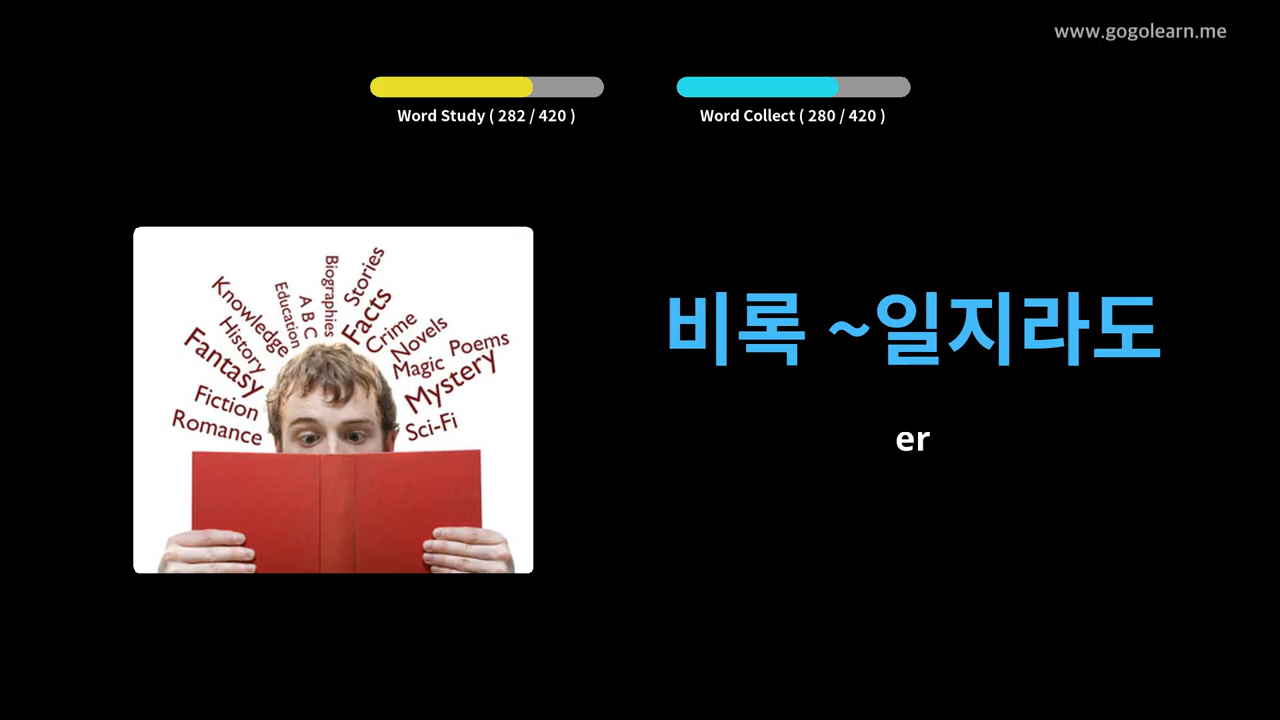 www.gogolearn.me
Word Study ( 282 / 420 )
Word Collect ( 280 / 420 )
비록 ~일지라도
er
Knowledge
History
Fantasy
Fiction
Romance
Education
A B C
Biographies
Stories
Facts
Crime
Novels
Magic
Poems
Mystery
Sci-Fi